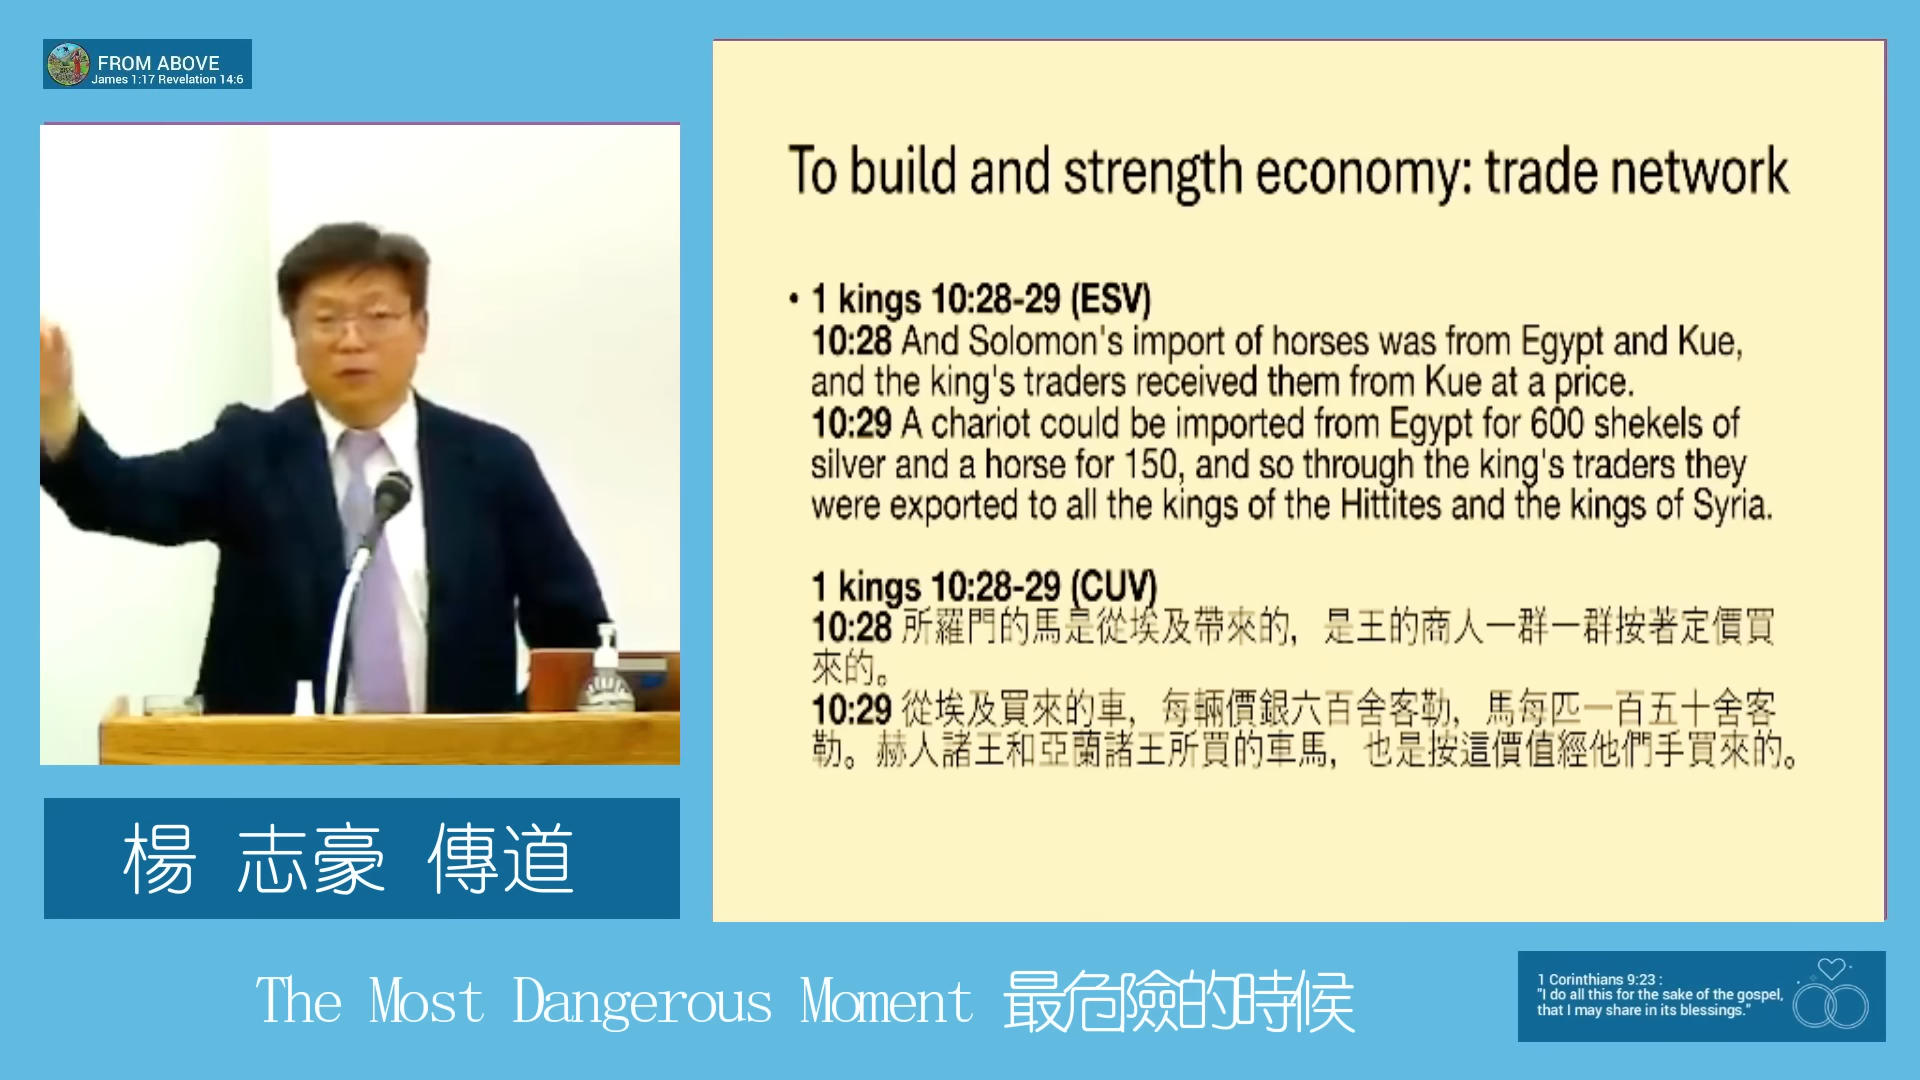 FROM ABOVE
James 1:17 Revelation 14:6
To build and strength economy: trade network
• 1 kings 10:28-29 (ESV)
10:28 And Solomon's import of horses was from Egypt and Kue,
and the king's traders received them from Kue at a price.
10:29 A chariot could be imported from Egypt for 600 shekels of
silver and a horse for 150, and so through the king's traders they
were exported to all the kings of the Hittites and the kings of Syria.
1 kings 10:28-29 (CUV)
10:28 所羅門的馬是從埃及帶來的，是王的商人一群一群按著定價買
來的。
10:29 從埃及買來的車，每輛價銀六百舍客勒，馬每匹一百五十舍客
勒。赫人諸王和亞蘭諸王所買的車馬，也是按這價值經他們手買來的。
楊 志豪 傳道
The Most Dangerous Moment 最危險的時候
1 Corinthians 9:23 :
"I do all this for the sake of the gospel,
that I may share in its blessings."